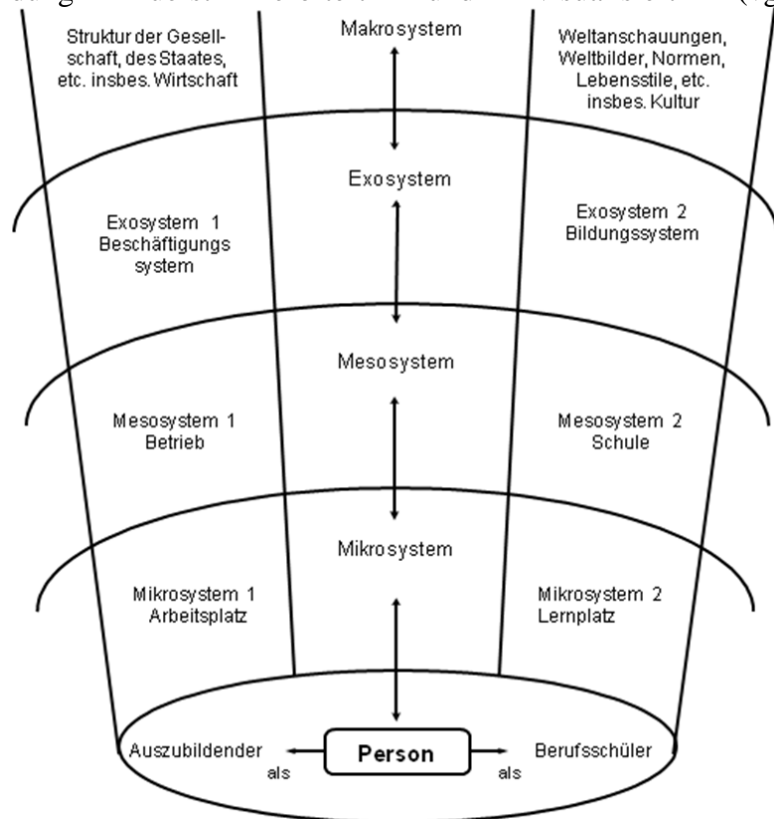 Struktur der Gesell-
schaft, des Staates,
etc. insbes. Wirtschaft
Makrosystem
Weltanschauungen,
Weltbilder, Normen,
Lebensstile, etc.
insbes. Kultur
Exosystem
Exosystem 1
Beschäftigungs
system
Exosystem 2
Bildungssystem
Mesosystem
Mesosystem 1
Betrieb
Mesosystem 2
Schule
Mikrosystem
Mikrosystem 1
Arbeitsplatz
Mikrosystem 2
Lernplatz
Auszubildender
als
Person
als
Berufsschüler